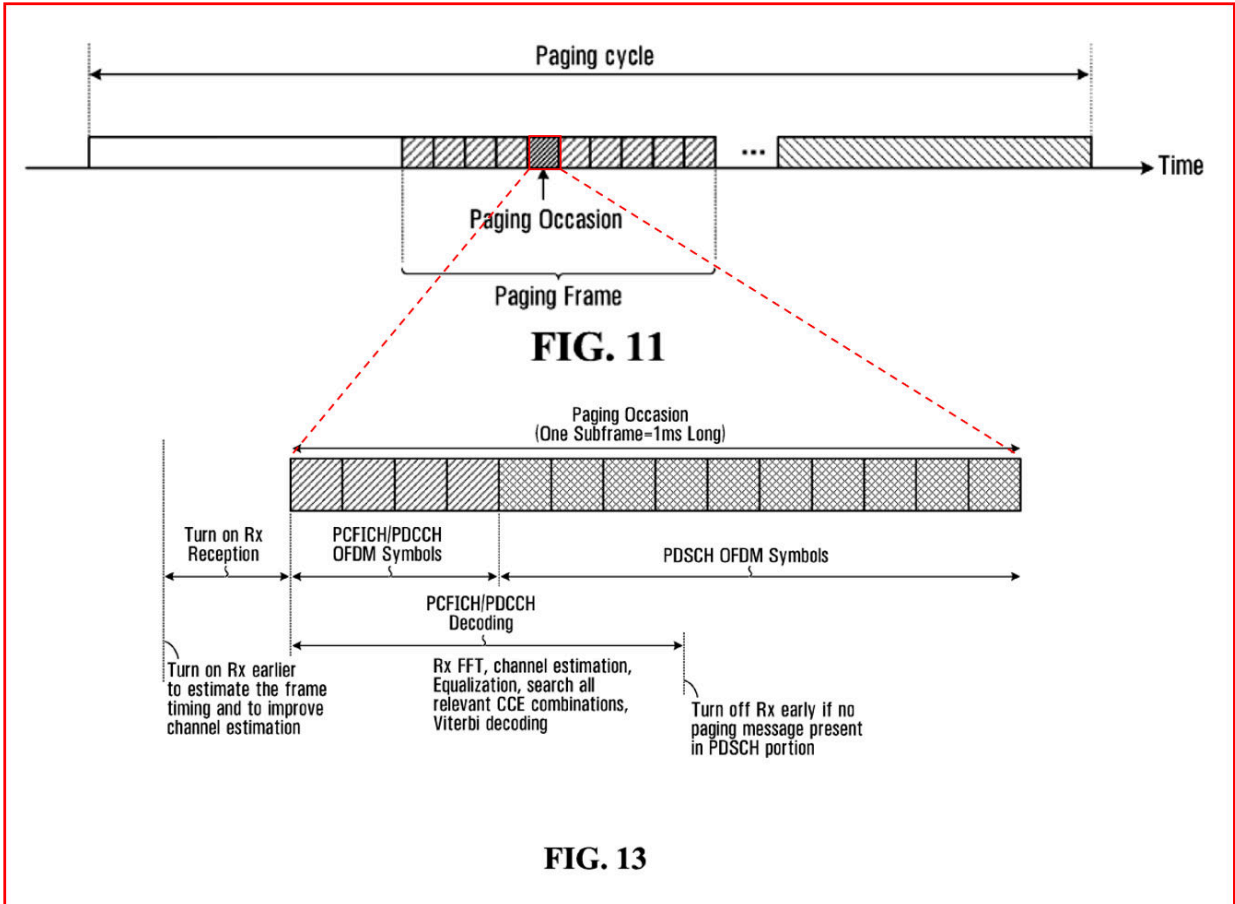 Paging cycle
...
Time
Paging Occasion
Paging Frame
FIG. 11
Paging Occasion
(One Subframe=1ms Long)
Turn on Rx
Reception
PCFICH/PDCCH
OFDM Symbols
PDSCH OFDM Symbols
PCFICH/PDCCH
Decoding
Turn on Rx earlier
to estimate the frame
timing and to improve
channel estimation
Rx FFT, channel estimation,
Equalization, search all
relevant CCE combinations,
Viterbi decoding
Turn off Rx early if no
paging message present
in PDSCH portion
FIG. 13